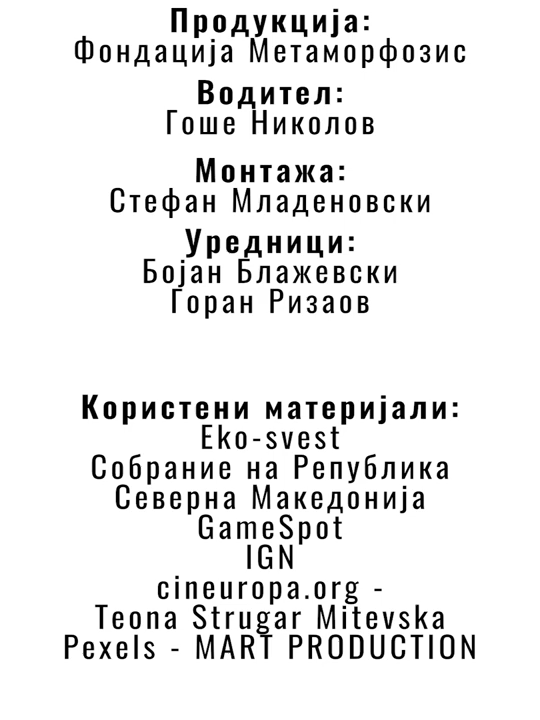 Продукција:
Фондација Метаморфозис
Водител:
Гоше Николов
Монтажа:
Стефан Младеновски
Уредници:
Бојан Блажевски
Горан Ризаов
Користени материјали:
Eko-svest
Собрание на Република
Северна Македонија
GameSpot
IGN
cineuropa.org -
Teona Strugar Mitevska
Pexels - MART PRODUCTION